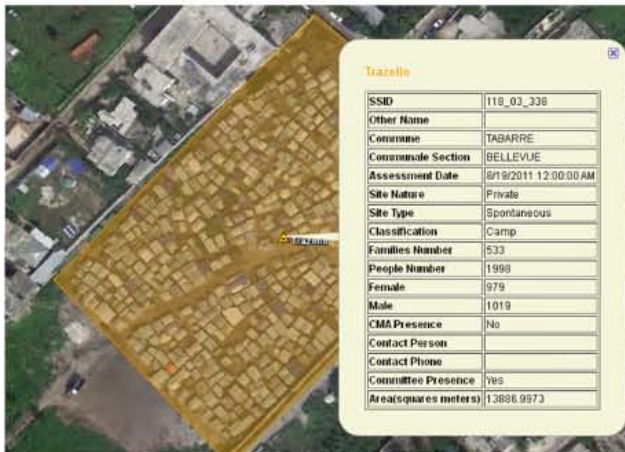 Trazelle
Trazelle
SSID 118_03_338
Other Name
Commune TABARRE
Communale Section BELLEVUE
Assessment Date 8/19/2011 12:00:00 AM
Site Nature Private
Site Type Spontaneous
Classification Camp
Families Number 533
People Number 1998
Female 979
Male 1019
CMA Presence No
Contact Person
Contact Phone
Committee Presence Yes
Area(squares meters) 13886.9973